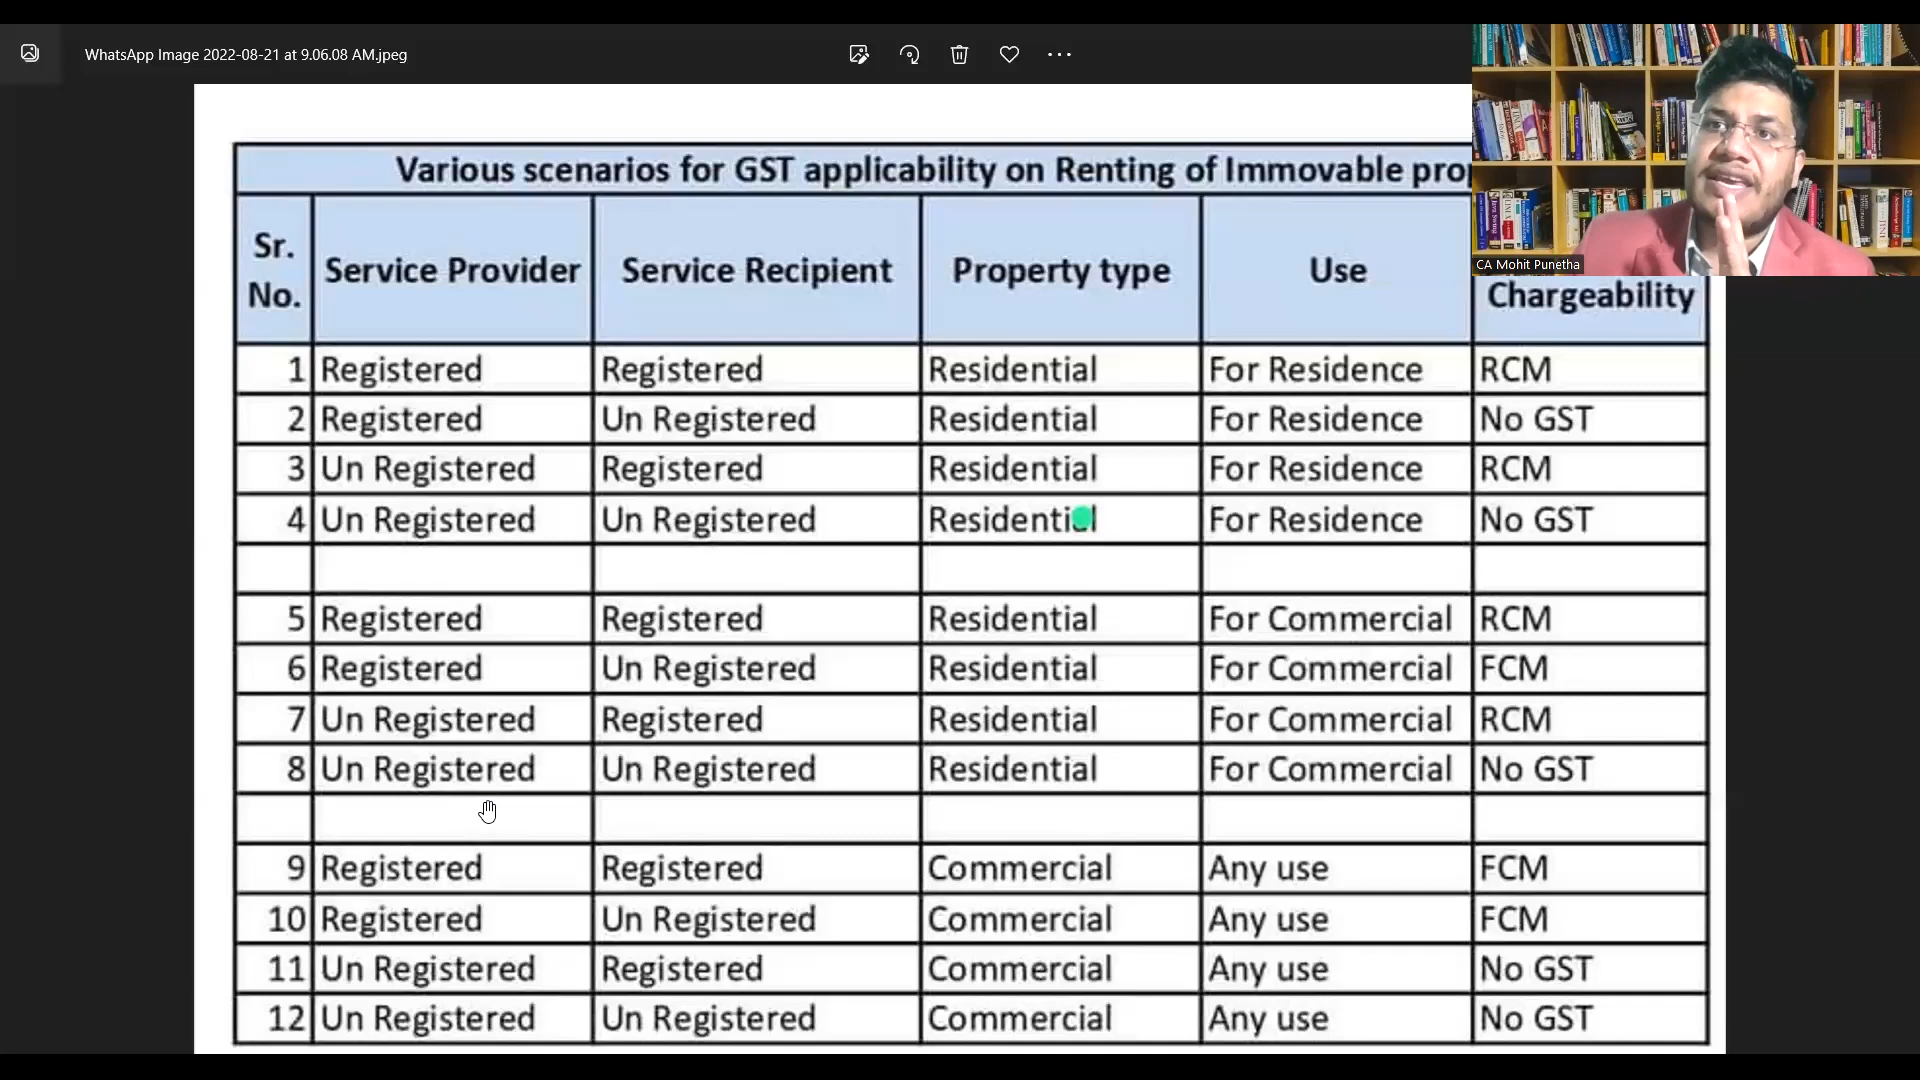 WhatsApp Image 2022-08-21 at 9.06.08 AM.jpeg
CA Mohit Punetha
Various scenarios for GST applicability on Renting of Immovable
Sr. No. Service Provider Service Recipient Property type Use Chargeability
1 Registered Registered Residential For Residence RCM
2 Registered Un Registered Residential For Residence No GST
3 Un Registered Registered Residential For Residence RCM
4 Un Registered Un Registered Residential For Residence No GST
5 Registered Registered Residential For Commercial RCM
6 Registered Un Registered Residential For Commercial FCM
7 Un Registered Registered Residential For Commercial RCM
8 Un Registered Un Registered Residential For Commercial No GST
9 Registered Registered Commercial Any use FCM
10 Registered Un Registered Commercial Any use FCM
11 Un Registered Registered Commercial Any use No GST
12 Un Registered Un Registered Commercial Any use No GST